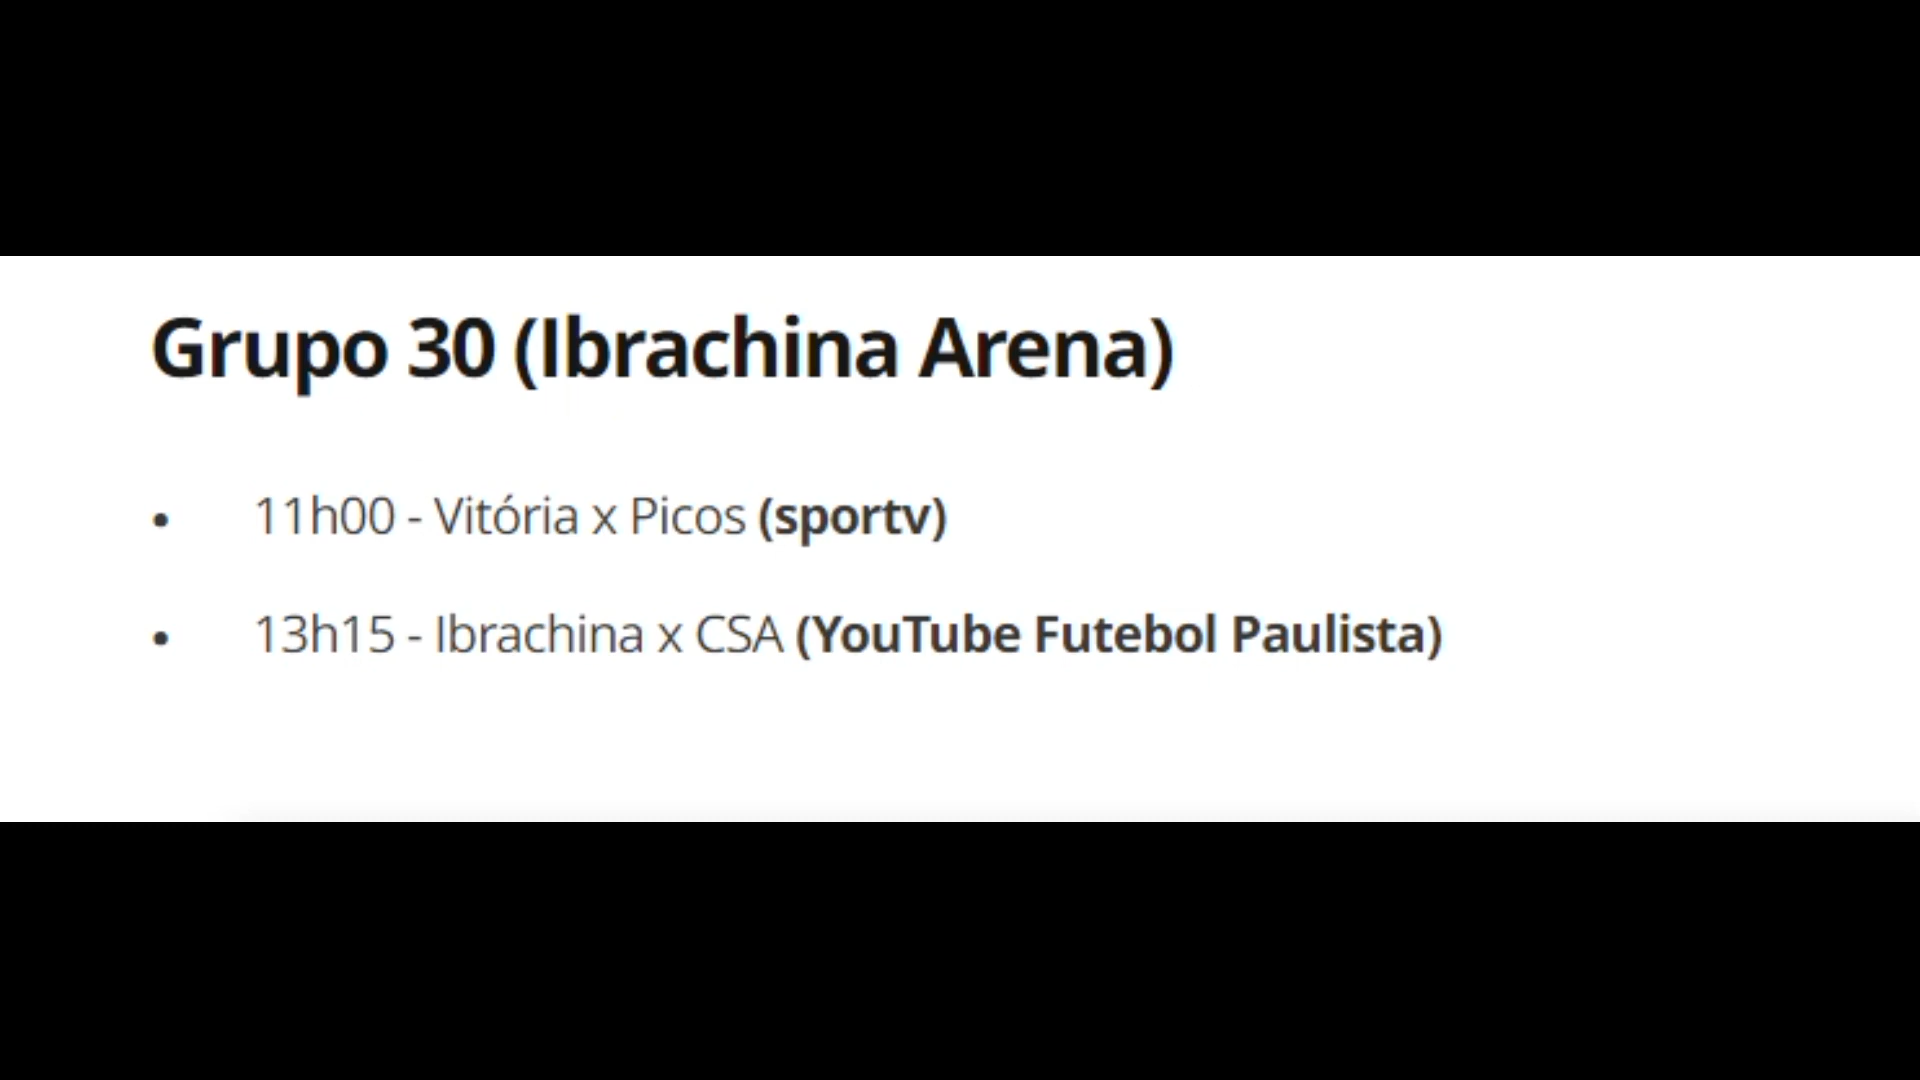 Grupo 30 (Ibrachina Arena)
• 11h00 - Vitória x Picos (sportv)
• 13h15 - Ibrachina x CSA (YouTube Futebol Paulista)